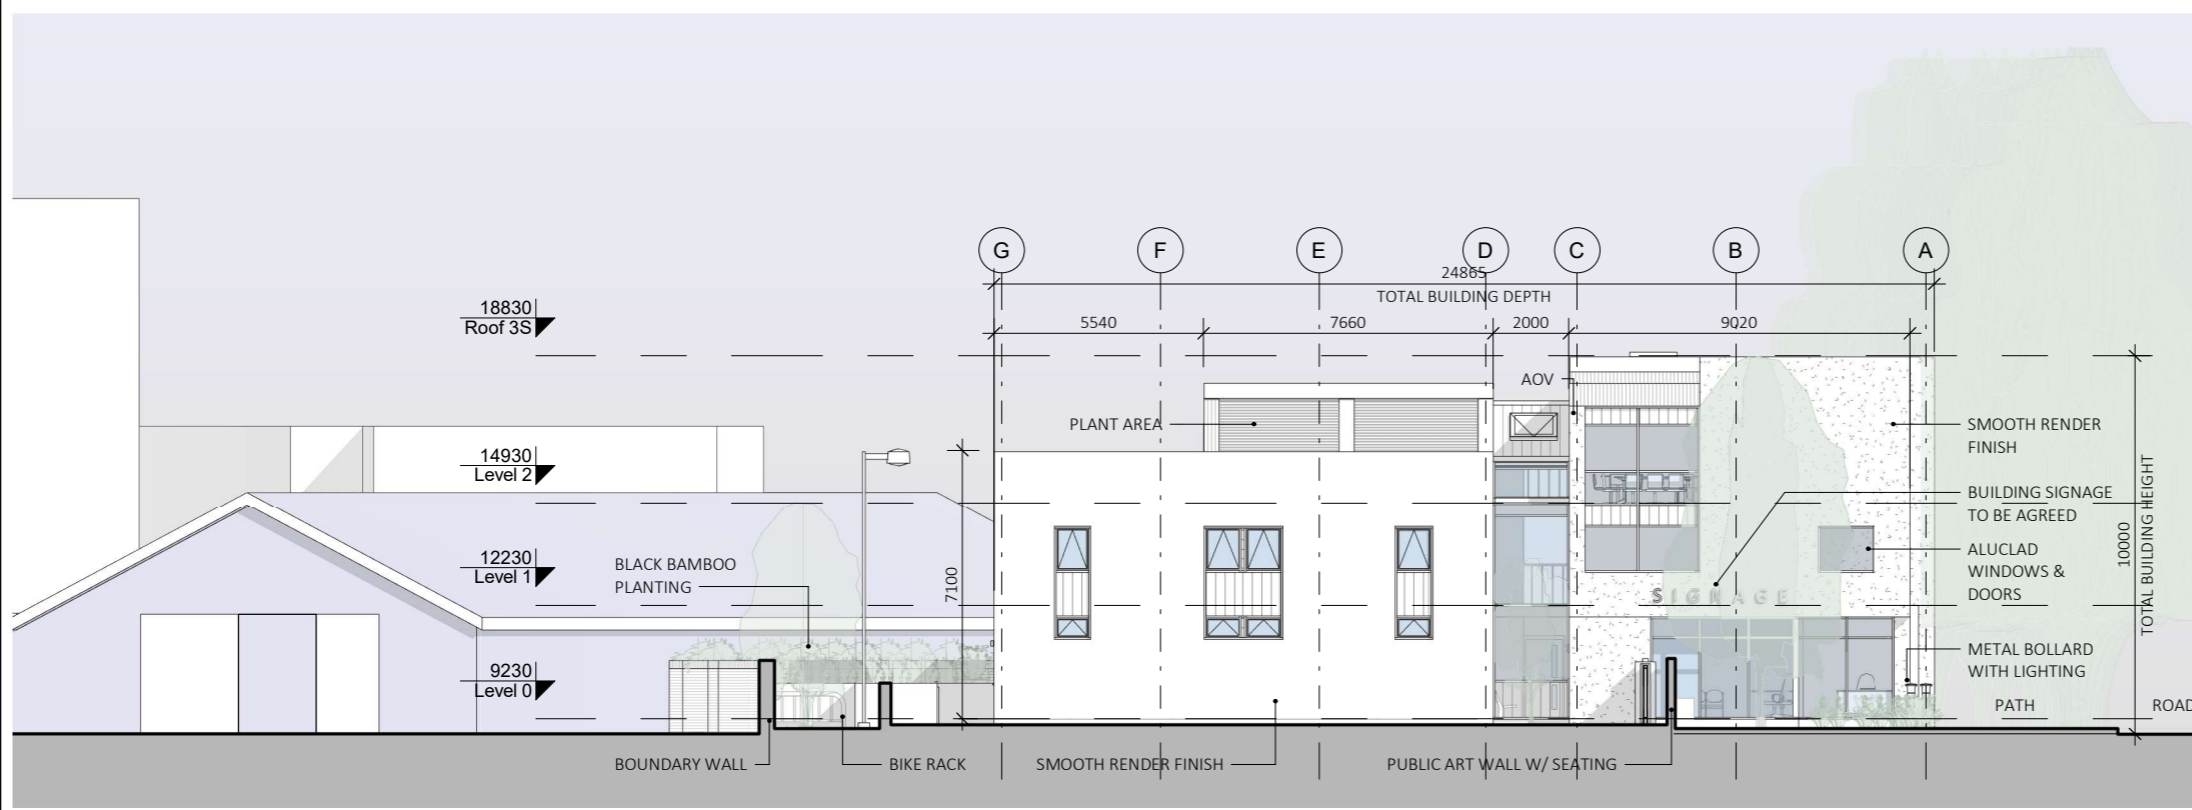 G
F
E
D
C
B
A
24865
TOTAL BUILDING DEPTH
5540
7660
2000
9020
18830
Roof 3S
AOV
PLANT AREA
SMOOTH RENDER
FINISH
14930
Level 2
BUILDING SIGNAGE
TO BE AGREED
12230
Level 1
BLACK BAMBOO
PLANTING
7100
ALUCLAD
WINDOWS &
DOORS
10000
TOTAL BUILDING HEIGHT
SIGNAGE
9230
Level 0
METAL BOLLARD
WITH LIGHTING
PATH
ROAD
BOUNDARY WALL
BIKE RACK
SMOOTH RENDER FINISH
PUBLIC ART WALL W/ SEATING